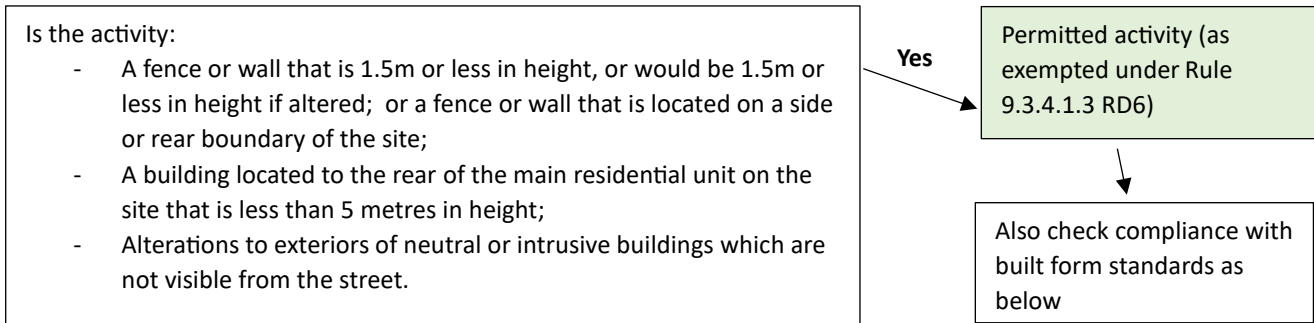 Is the activity:
- A fence or wall that is 1.5m or less in height, or would be 1.5m or
less in height if altered;  or a fence or wall that is located on a side
or rear boundary of the site;
- A building located to the rear of the main residential unit on the
site that is less than 5 metres in height;
- Alterations to exteriors of neutral or intrusive buildings which are
not visible from the street.
Yes
Permitted activity (as
exempted under Rule
9.3.4.1.3 RD6)
Also check compliance with
built form standards as
below